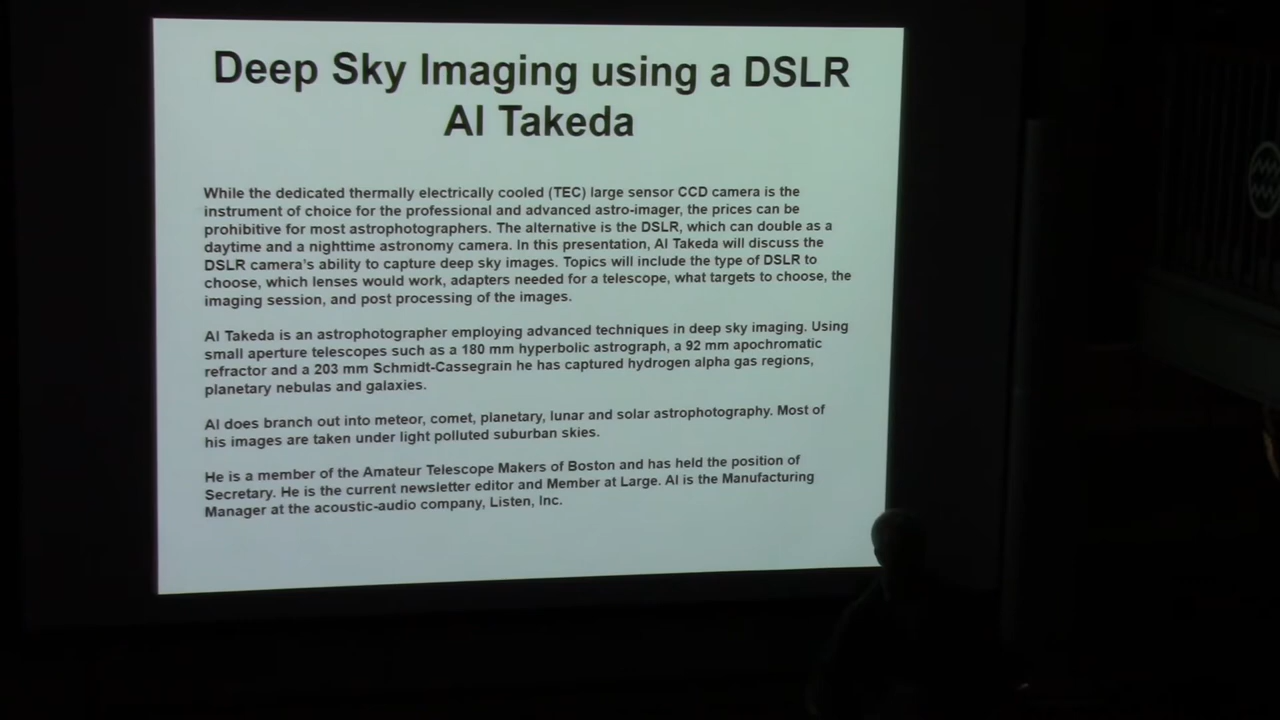 Deep Sky Imaging using a DSLR
Al Takeda
While the dedicated thermally electrically cooled (TEC) large sensor CCD camera is the
instrument of choice for the professional and advanced astro-imager, the prices can be
prohibitive for most astrophotographers. The alternative is the DSLR, which can double as a
daytime and a nighttime astronomy camera. In this presentation, Al Takeda will discuss the
DSLR camera's ability to capture deep sky images. Topics will include the type of DSLR to
choose, which lenses would work, adapters needed for a telescope, what targets to choose, the
imaging session, and post processing of the images.
Al Takeda is an astrophotographer employing advanced techniques in deep sky imaging. Using
small aperture telescopes such as a 180 mm hyperbolic astrograph, a 92 mm apochromatic
refractor and a 203 mm Schmidt-Cassegrain he has captured hydrogen alpha gas regions,
planetary nebulas and galaxies.
Al does branch out into meteor, comet, planetary, lunar and solar astrophotography. Most of
his images are taken under light polluted suburban skies.
He is a member of the Amateur Telescope Makers of Boston and has held the position of
Secretary. He is the current newsletter editor and Member at Large. Al is the Manufacturing
Manager at the acoustic-audio company, Listen, Inc.